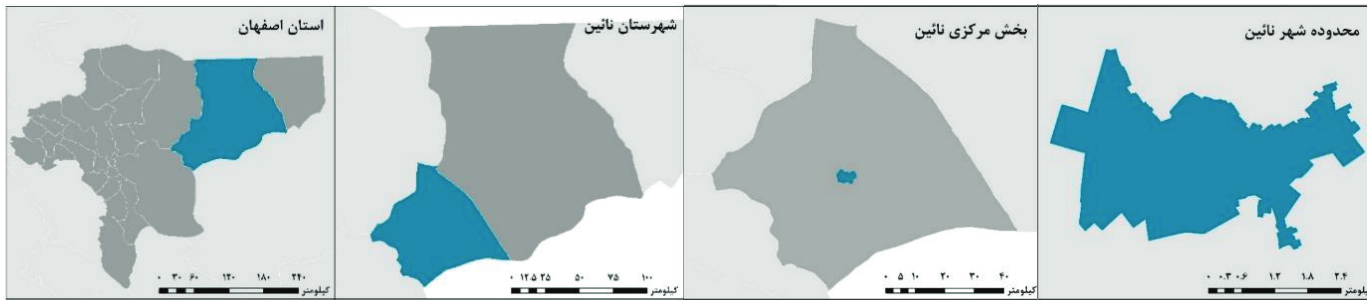 استان اصفهان
۰ ۳۰ ۶۰ ۱۲۰ ۱۸۰ ۲۴۰
کیلومتر
شهرستان نائین
۰ ۱۲.۵ ۲۵ ۵۰ ۷۵ ۱۰۰
کیلومتر
بخش مرکزی نائین
۰ ۵ ۱۰ ۲۰ ۳۰ ۴۰
کیلومتر
محدوده شهر نائین
۰ ۰.۳ ۰.۶ ۱.۲ ۱.۸ ۲.۴
کیلومتر